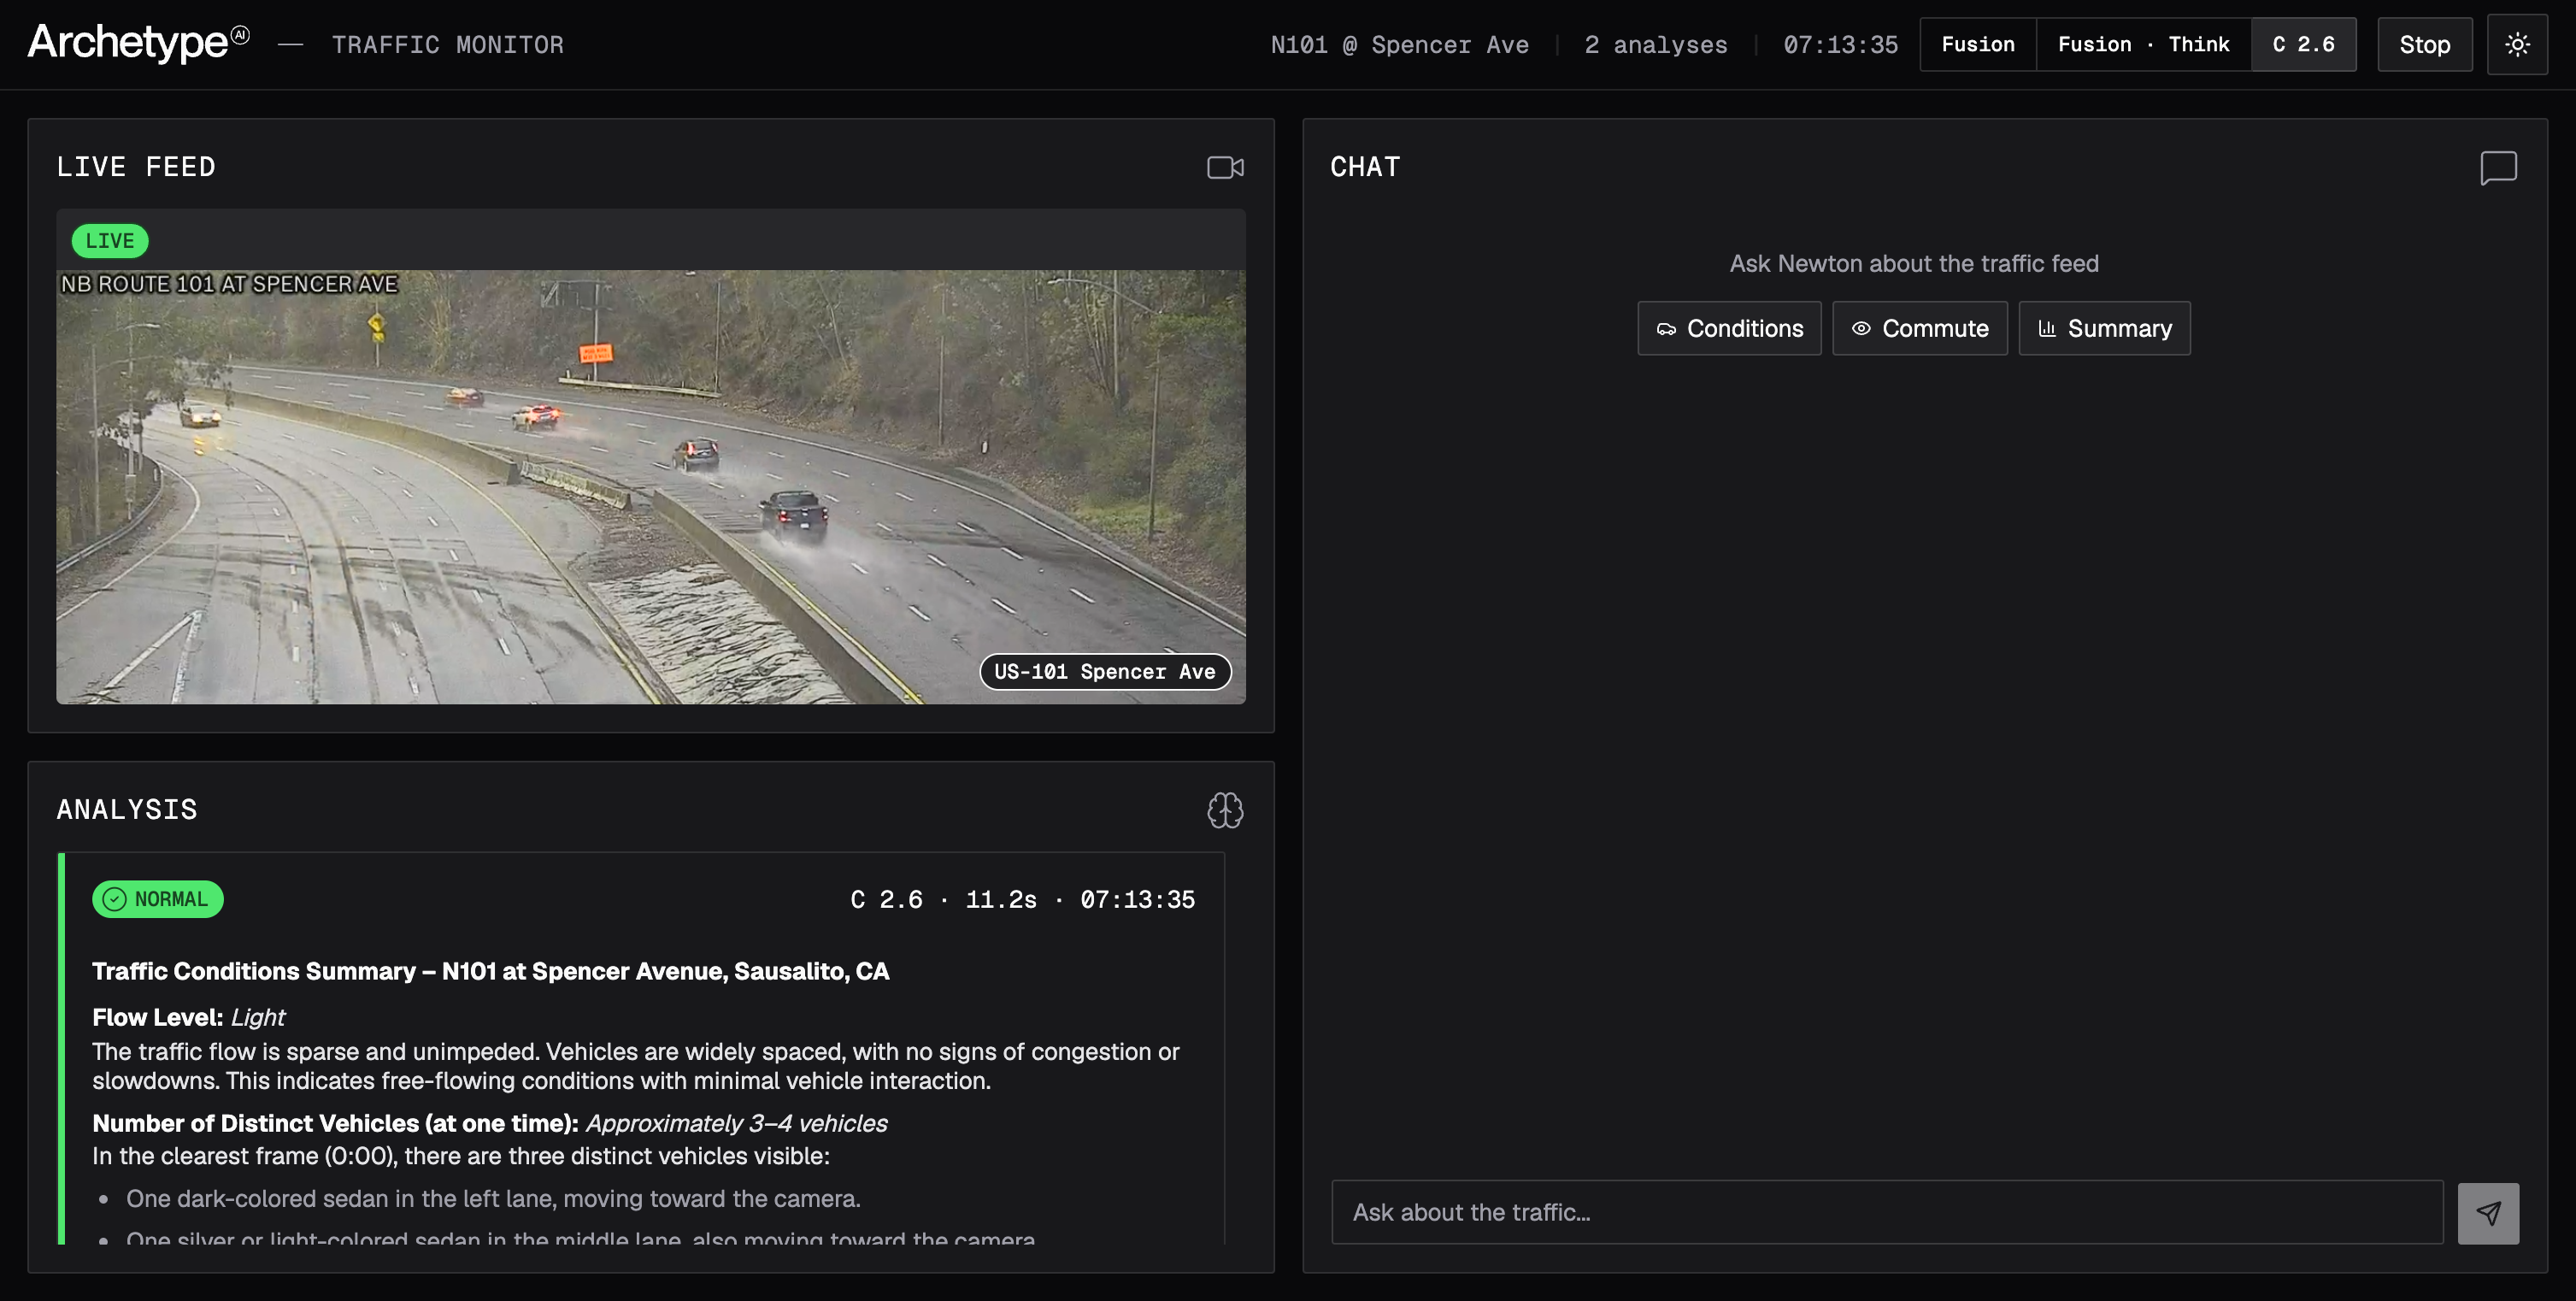 Archetype AI — TRAFFIC MONITOR
N101 @ Spencer Ave | 2 analyses | 07:13:35
Fusion
Fusion · Think
C 2.6
Stop
LIVE FEED
LIVE
NB ROUTE 101 AT SPENCER AVE
US-101 Spencer Ave
ANALYSIS
NORMAL
C 2.6 · 11.2s · 07:13:35
Traffic Conditions Summary – N101 at Spencer Avenue, Sausalito, CA
Flow Level: Light
The traffic flow is sparse and unimpeded. Vehicles are widely spaced, with no signs of congestion or
slowdowns. This indicates free-flowing conditions with minimal vehicle interaction.
Number of Distinct Vehicles (at one time): Approximately 3–4 vehicles
In the clearest frame (0:00), there are three distinct vehicles visible:
• One dark-colored sedan in the left lane, moving toward the camera.
• One silver or light-colored sedan in the middle lane, also moving toward the camera
CHAT
Ask Newton about the traffic feed
Conditions
Commute
Summary
Ask about the traffic...